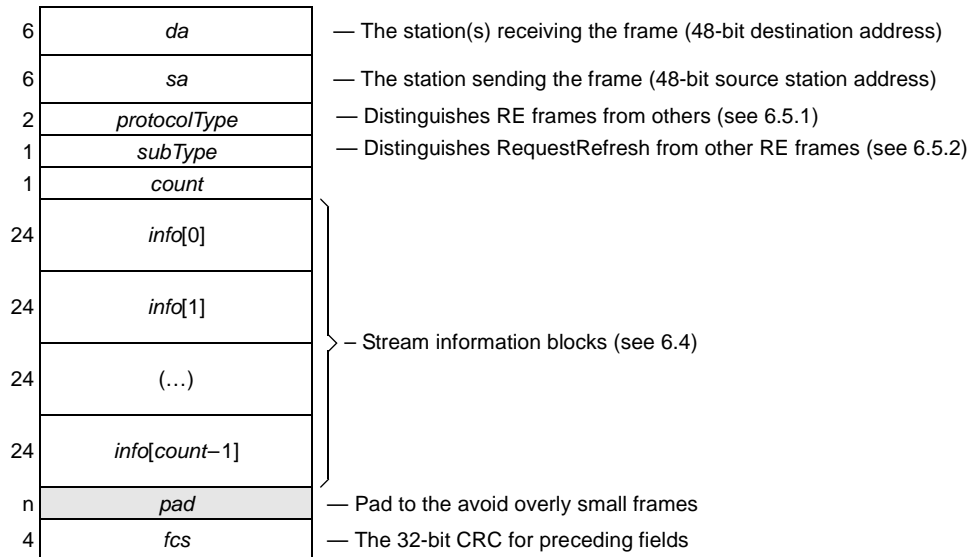 6 da — The station(s) receiving the frame (48-bit destination address)
6 sa — The station sending the frame (48-bit source station address)
2 protocolType — Distinguishes RE frames from others (see 6.5.1)
1 subType — Distinguishes RequestRefresh from other RE frames (see 6.5.2)
1 count
24 info[0]
24 info[1]
– Stream information blocks (see 6.4)
24 (…)
24 info[count–1]
n pad — Pad to the avoid overly small frames
4 fcs — The 32-bit CRC for preceding fields